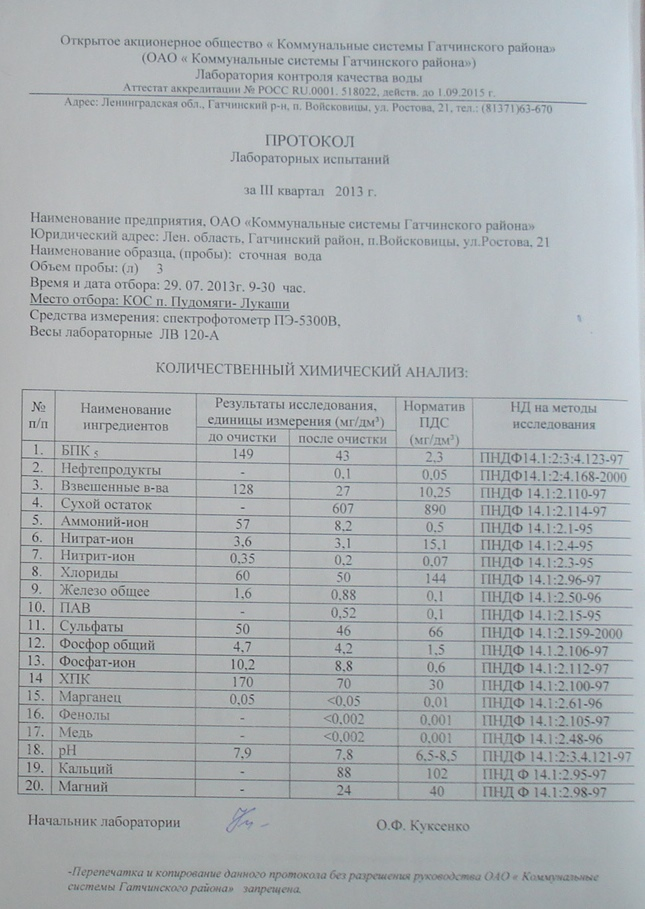 Открытое акционерное общество « Коммунальные системы Гатчинского района»
(ОАО « Коммунальные системы Гатчинского района»)
Лаборатория контроля качества воды
Аттестат аккредитации № РОСС RU.0001. 518022, действ. до 1.09.2015 г.
Адрес: Ленинградская обл., Гатчинский р-н, п. Войсковицы, ул. Ростова, 21, тел.: (81371)63-670
ПРОТОКОЛ
Лабораторных испытаний
за III квартал 2013 г.
Наименование предприятия, ОАО «Коммунальные системы Гатчинского района»
Юридический адрес: Лен. область, Гатчинский район, п.Войсковицы, ул.Ростова, 21
Наименование образца, (пробы): сточная вода
Объем пробы: (л) 3
Время и дата отбора: 29. 07. 2013г. 9-30 час.
Место отбора: КОС п. Пудомяги- Лукаши
Средства измерения: спектрофотометр ПЭ-5300В,
Весы лабораторные ЛВ 120-А
КОЛИЧЕСТВЕННЫЙ ХИМИЧЕСКИЙ АНАЛИЗ:
№ п/п Наименование ингредиентов Результаты исследования, единицы измерения (мг/дм³) Норматив ПДС (мг/дм³) НД на методы исследования
до очистки после очистки
1. БПК 5 149 43 2,3 ПНДФ14.1:2:3:4.123-97
2. Нефтепродукты - 0,1 0,05 ПНДФ14.1:2:4.168-2000
3. Взвешенные в-ва 128 27 10,25 ПНДФ 14.1:2.110-97
4. Сухой остаток - 607 890 ПНДФ 14.1:2.114-97
5. Аммоний-ион 57 8,2 0,5 ПНДФ 14.1:2.1-95
6. Нитрат-ион 3,6 3,1 15,1 ПНДФ 14.1:2.4-95
7. Нитрит-ион 0,35 0,2 0,07 ПНДФ 14.1:2.3-95
8. Хлориды 60 50 144 ПНДФ 14.1:2.96-97
9. Железо общее 1,6 0,88 0,1 ПНДФ 14.1:2.50-96
10. ПАВ - 0,52 0,1 ПНДФ 14.1:2.15-95
11. Сульфаты 50 46 66 ПНДФ 14.1:2.159-2000
12. Фосфор общий 4,7 4,2 1,5 ПНДФ 14.1:2.106-97
13. Фосфат-ион 10,2 8,8 0,6 ПНДФ 14.1:2.112-97
14 ХПК 170 70 30 ПНДФ 14.1:2.100-97
15. Марганец 0,05 <0,05 0,01 ПНДФ 14.1:2.61-96
16. Фенолы - <0,002 0,001 ПНДФ 14.1:2.105-97
17. Медь - <0,002 0,001 ПНДФ 14.1:2.48-96
18. pH 7,9 7,8 6,5-8,5 ПНДФ 14.1:2:3.4.121-97
19. Кальций - 88 102 ПНД Ф 14.1:2.95-97
20. Магний - 24 40 ПНД Ф 14.1:2.98-97
Начальник лаборатории О.Ф. Куксенко
-Перепечатка и копирование данного протокола без разрешения руководства ОАО « Коммунальные
системы Гатчинского района» запрещена.